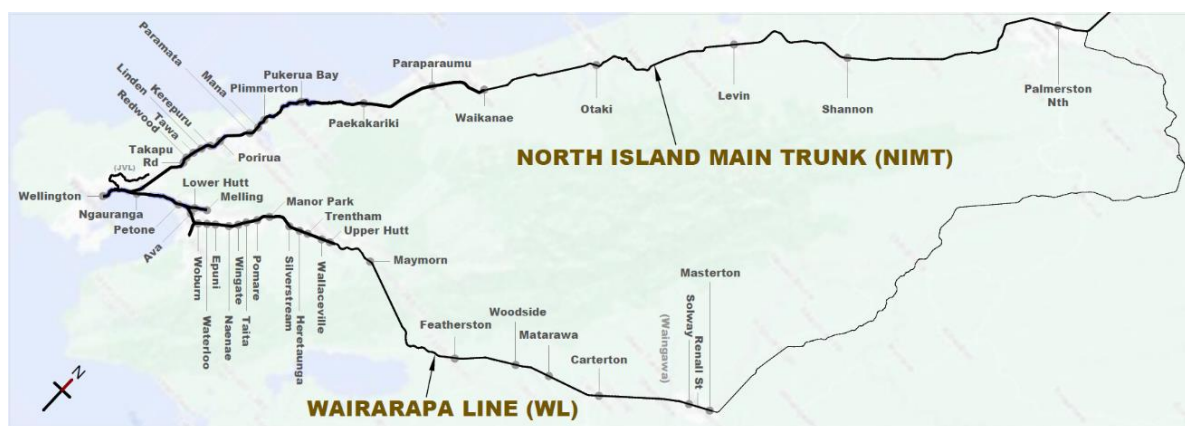 Paramata
Mana
Plimmerton
Pukerua Bay
Paraparaumu
Linden
Kerepuru
Tawa
Redwood
Takapu
Rd
Porirua
Paekakariki
Waikanae
Otaki
Levin
Shannon
Palmerston
Nth
NORTH ISLAND MAIN TRUNK (NIMT)
(JVL)
Wellington
Ngauranga
Petone
Ava
Lower Hutt
Melling
Manor Park
Trentham
Upper Hutt
Maymorn
Woburn
Waterloo
Epuni
Naenae
Wingate
Taita
Pomare
Silverstream
Heretaunga
Wallaceville
Featherston
Woodside
Matarawa
Carterton
Masterton
(Waingawa)
Solway
Renall St
WAIRARAPA LINE (WL)
N